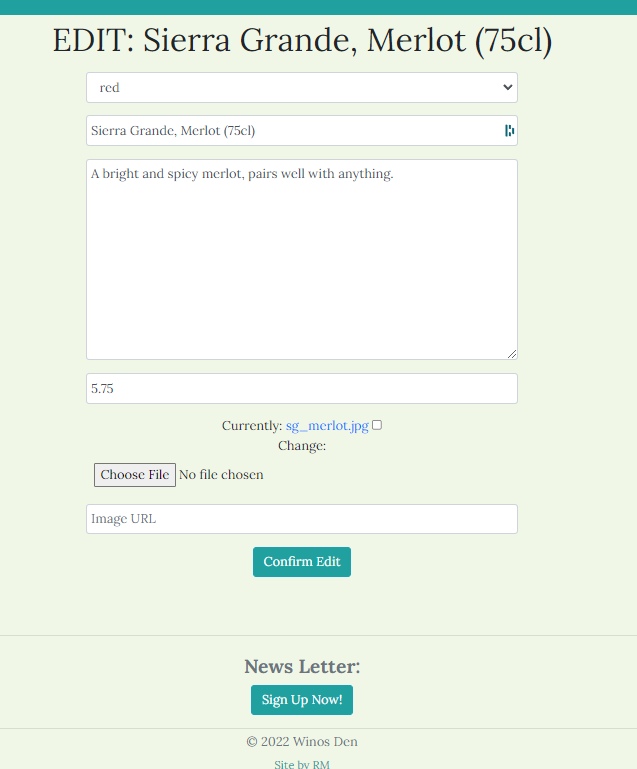 EDIT: Sierra Grande, Merlot (75cl)
red
Sierra Grande, Merlot (75cl)
A bright and spicy merlot, pairs well with anything.
5.75
Currently: sg_merlot.jpg
Change:
Choose File No file chosen
Image URL
Confirm Edit
News Letter:
Sign Up Now!
© 2022 Winos Den
Site by RM